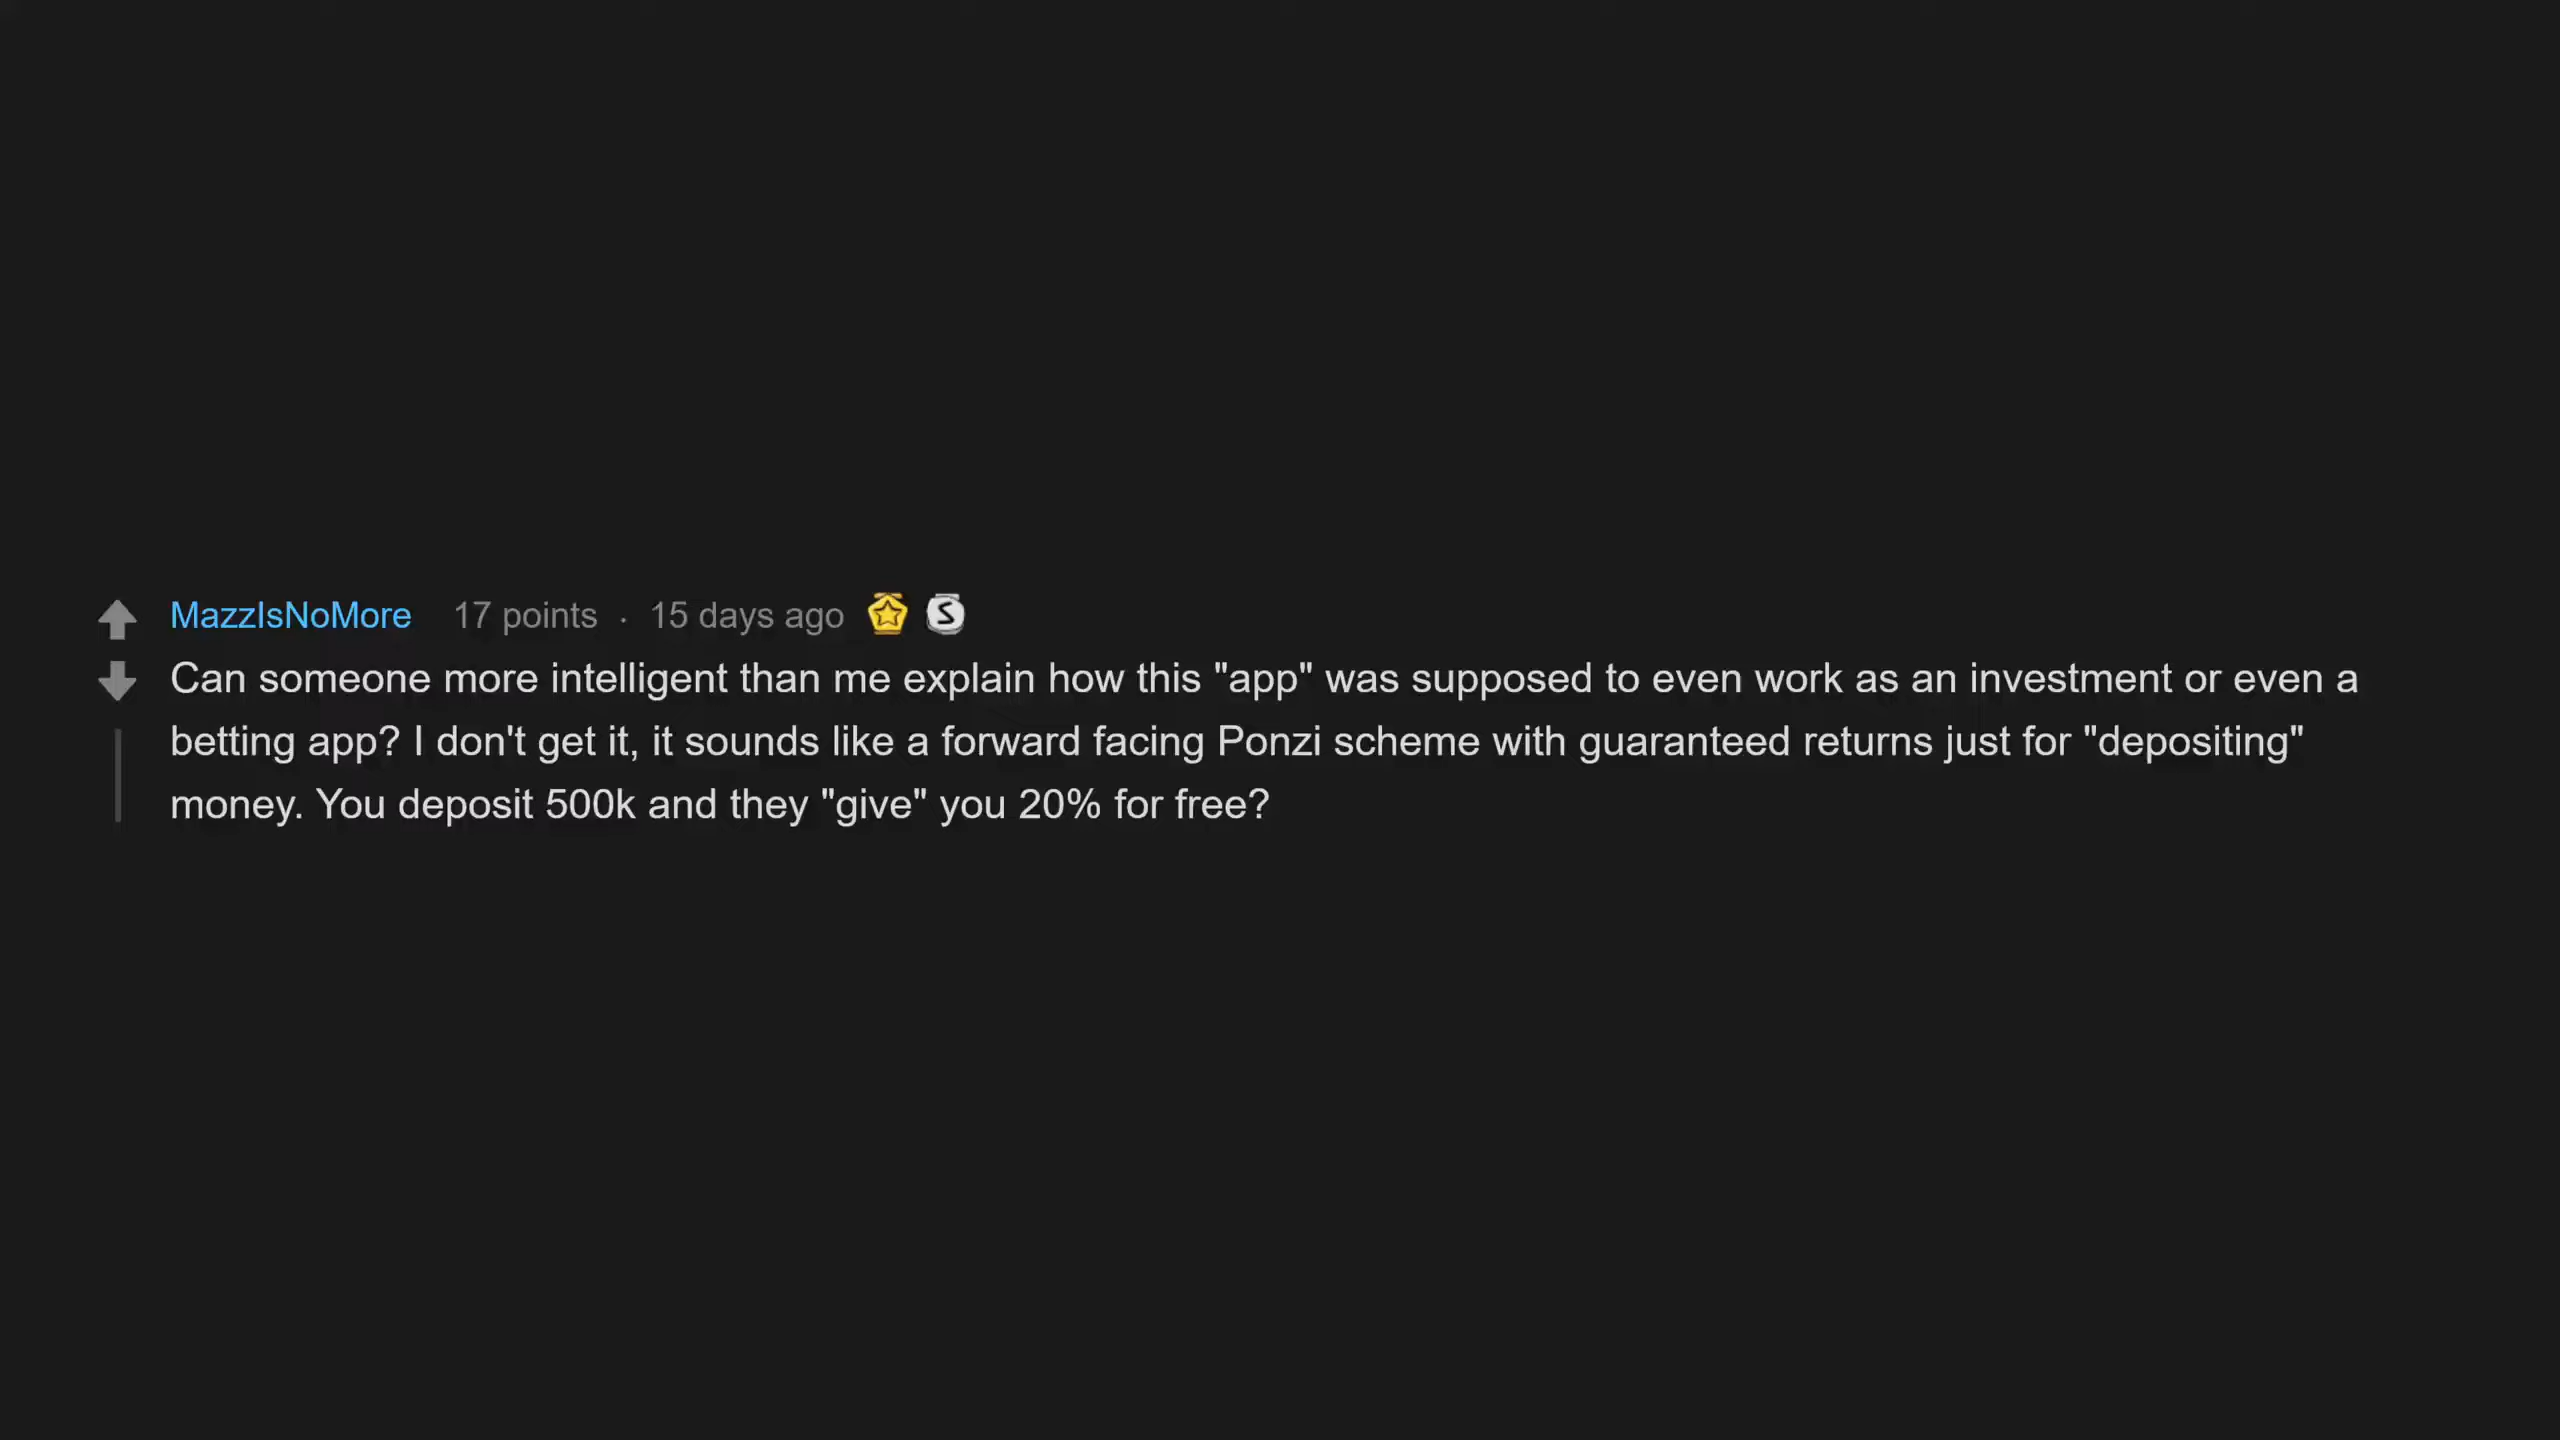 MazzIsNoMore 17 points · 15 days ago
Can someone more intelligent than me explain how this "app" was supposed to even work as an investment or even a
betting app? I don't get it, it sounds like a forward facing Ponzi scheme with guaranteed returns just for "depositing"
money. You deposit 500k and they "give" you 20% for free?